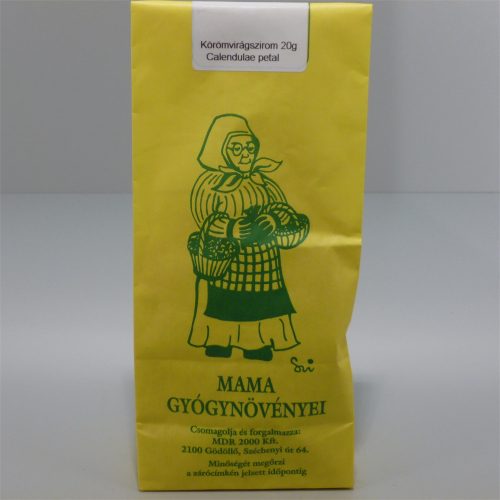 Körömvirágszirom 20g
Calendulae petal
MAMA
GYÓGYNÖVÉNYEI
Csomagolja és forgalmazza:
MDR 2000 Kft.
2100 Gödöllő, Széchenyi út 64.
Minőségét megőrzi
a zárócímkén jelzett időpontig